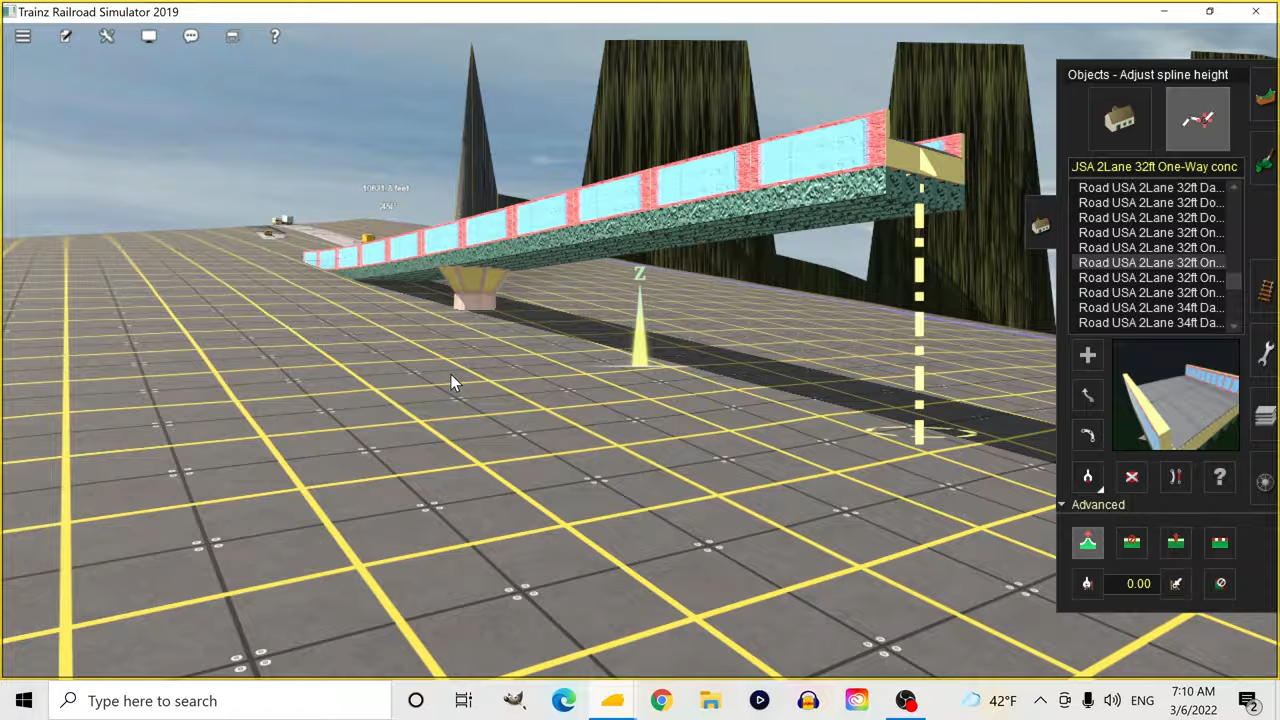 Trainz Railroad Simulator 2019
Objects - Adjust spline height
JSA 2Lane 32ft One-Way conc
Road USA 2Lane 32ft Da...
Road USA 2Lane 32ft Do...
Road USA 2Lane 32ft Do...
Road USA 2Lane 32ft On...
Road USA 2Lane 32ft On...
Road USA 2Lane 32ft On...
Road USA 2Lane 32ft On...
Road USA 2Lane 32ft On...
Road USA 2Lane 34ft Da...
Road USA 2Lane 34ft Da...
Z
Advanced
0.00
Type here to search
42°F
ENG
7:10 AM
3/6/2022
2